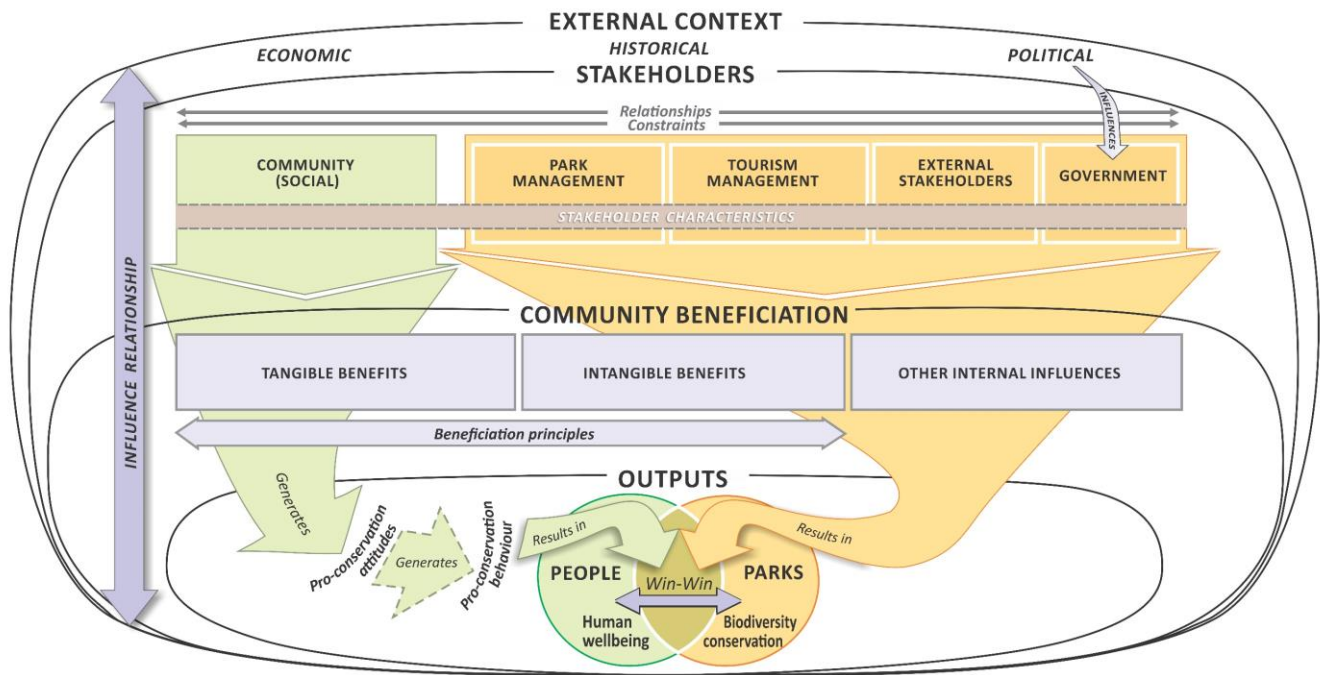 EXTERNAL CONTEXT
ECONOMIC
HISTORICAL
POLITICAL
STAKEHOLDERS
INFLUENCES
Relationships
Constraints
COMMUNITY
(SOCIAL)
PARK
MANAGEMENT
TOURISM
MANAGEMENT
EXTERNAL
STAKEHOLDERS
GOVERNMENT
STAKEHOLDER CHARACTERISTICS
INFLUENCE RELATIONSHIP
COMMUNITY BENEFICIATION
TANGIBLE BENEFITS
INTANGIBLE BENEFITS
OTHER INTERNAL INFLUENCES
Beneficiation principles
OUTPUTS
Generates
Pro-conservation
attitudes
Generates
Pro-conservation
behaviour
Results in
Results in
PEOPLE
PARKS
Win-Win
Human
wellbeing
Biodiversity
conservation